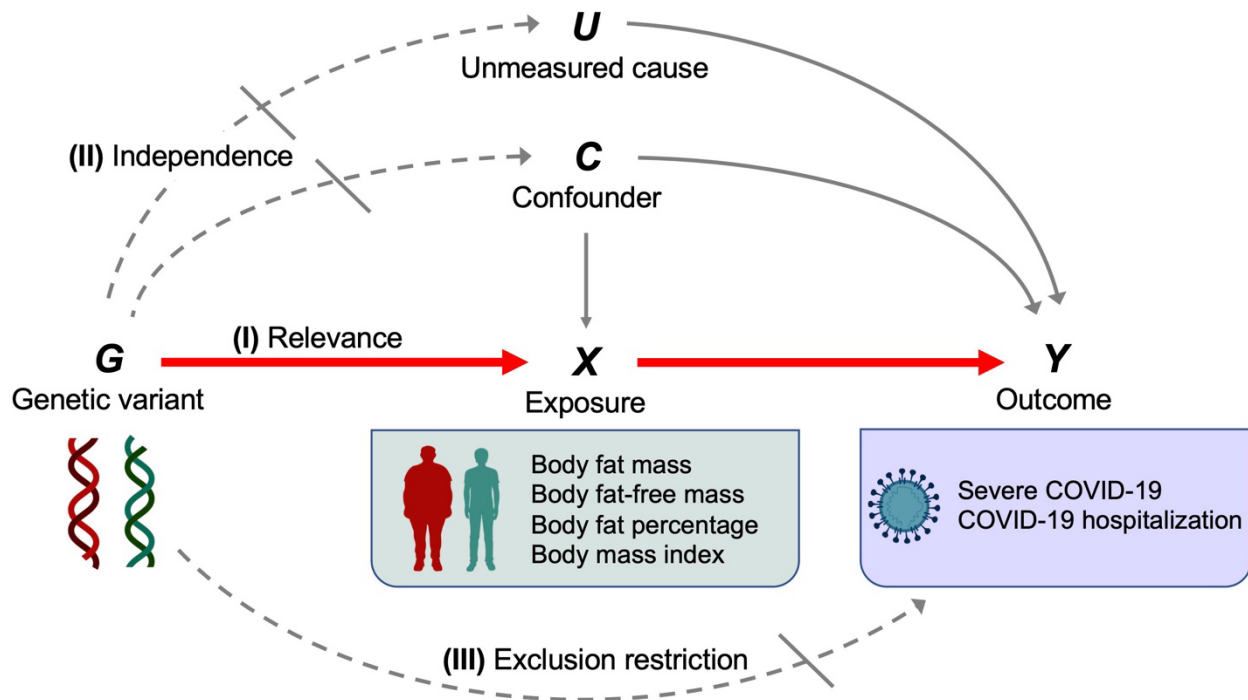 U
Unmeasured cause
(II) Independence
C
Confounder
(I) Relevance
G
Genetic variant
X
Exposure
Y
Outcome
Body fat mass
Body fat-free mass
Body fat percentage
Body mass index
Severe COVID-19
COVID-19 hospitalization
(III) Exclusion restriction